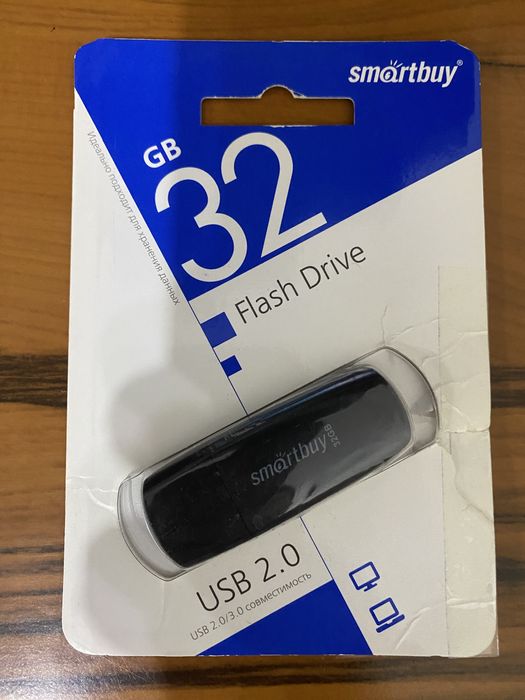 smartbuy®
GB
32
Flash Drive
Идеально подходит для хранения данных
smartbuy
32GB
USB 2.0
USB 2.0/3.0 совместимость